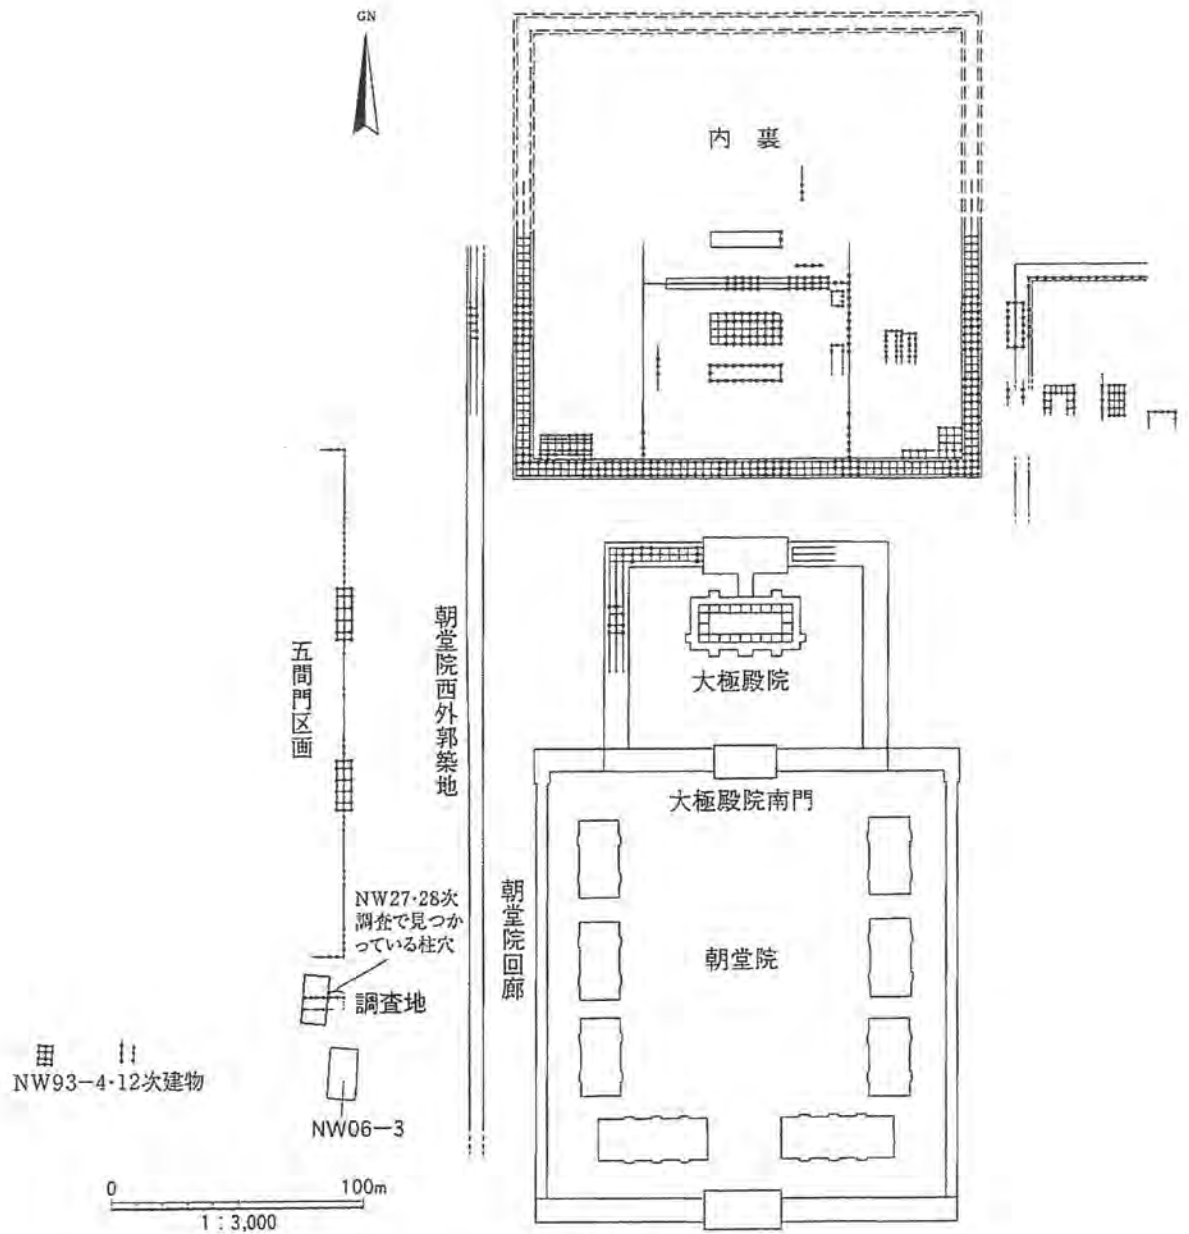 GN
内裏
五間門区画
朝堂院西外郭築地
大極殿院
大極殿院南門
朝堂院回廊
朝堂院
NW27·28次
調査で見つか
っている柱穴
調査地
NW93-4·12次建物
NW06-3
0 100m
1:3,000